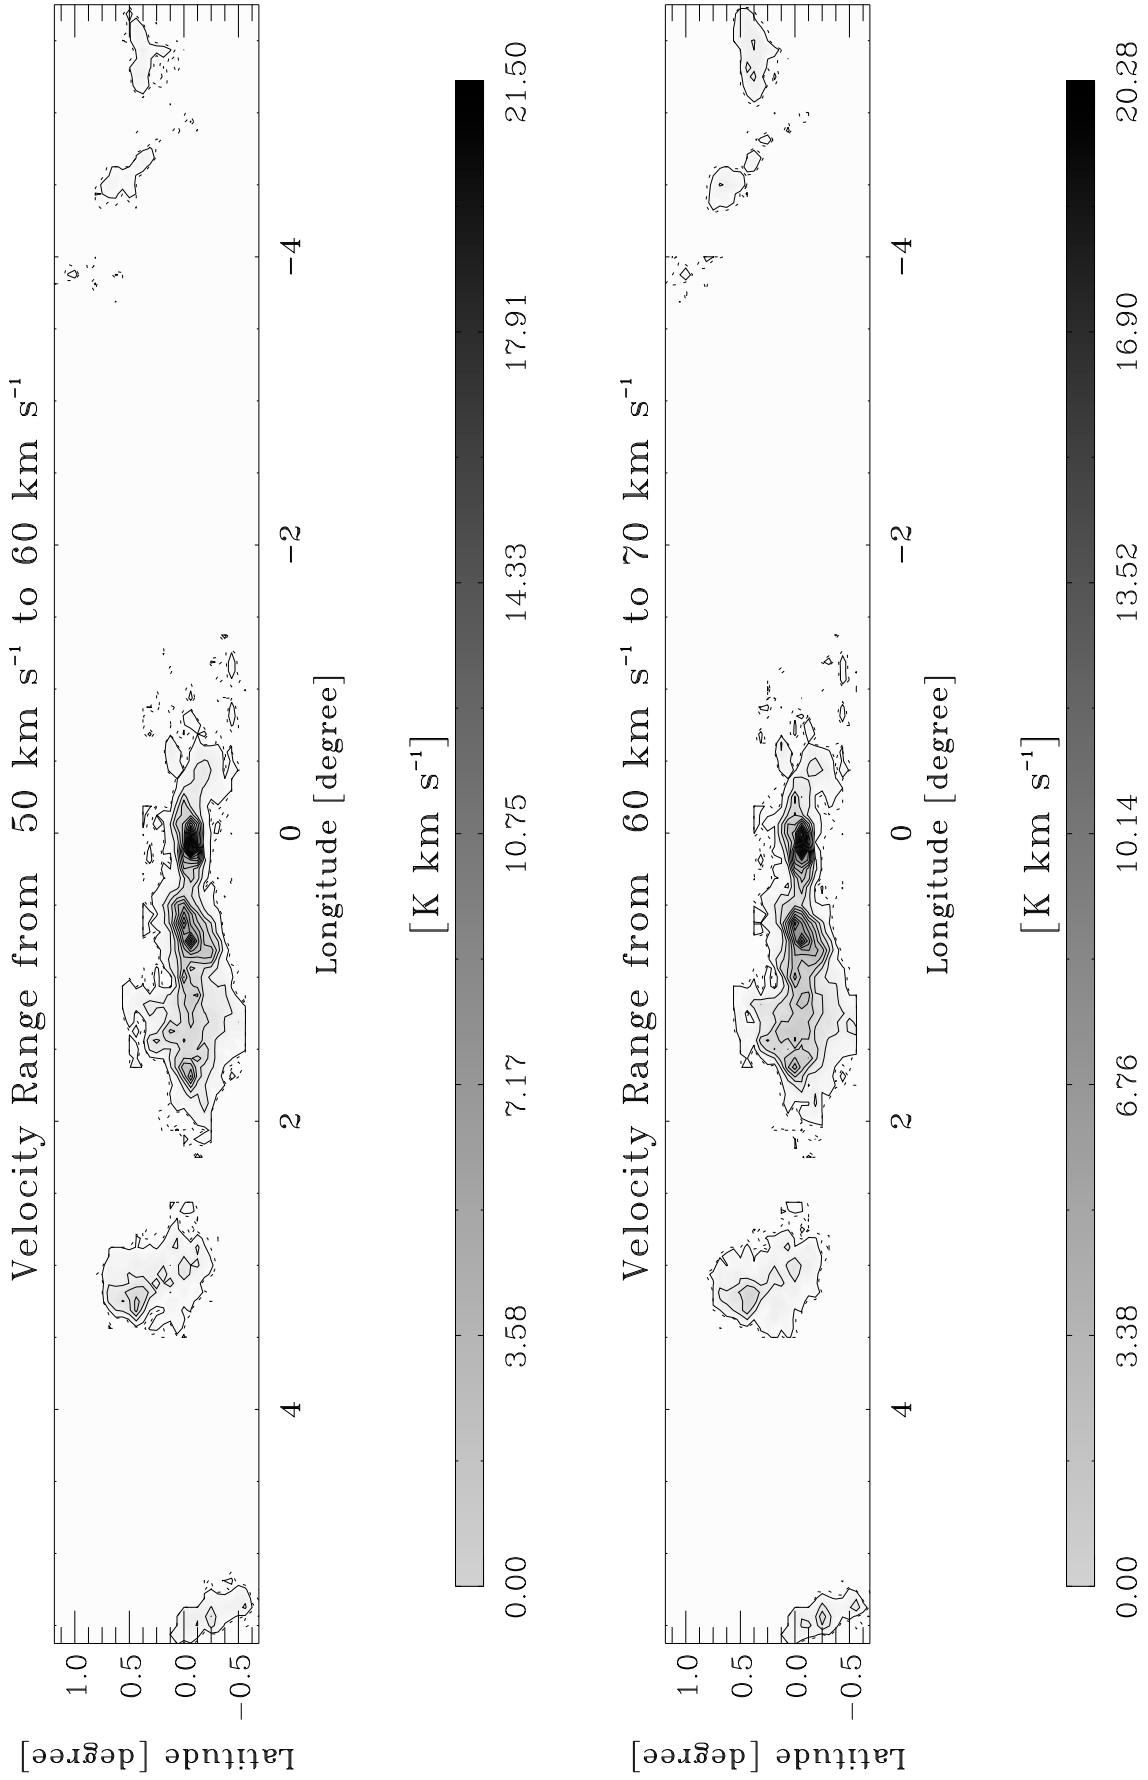 Velocity Range from 50 km s⁻¹ to 60 km s⁻¹
Latitude [degree]
1.0
0.5
0.0
−0.5
4 2 0 −2 −4
Longitude [degree]
[K km s⁻¹]
0.00 3.58 7.17 10.75 14.33 17.91 21.50
Velocity Range from 60 km s⁻¹ to 70 km s⁻¹
Latitude [degree]
1.0
0.5
0.0
−0.5
4 2 0 −2 −4
Longitude [degree]
[K km s⁻¹]
0.00 3.38 6.76 10.14 13.52 16.90 20.28